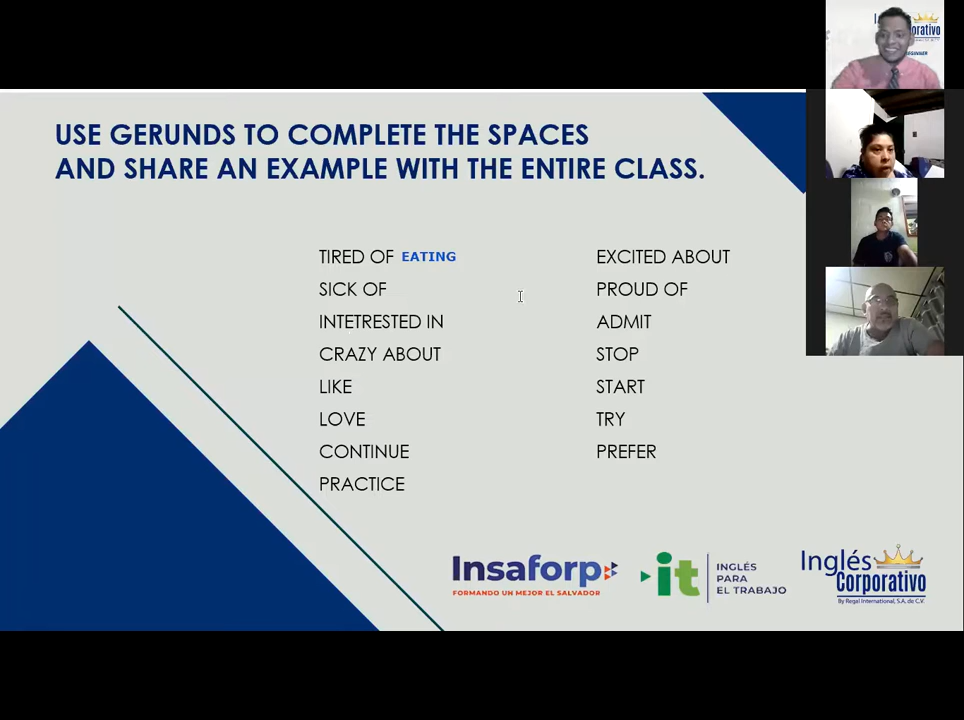 USE GERUNDS TO COMPLETE THE SPACES
AND SHARE AN EXAMPLE WITH THE ENTIRE CLASS.
TIRED OF EATING
SICK OF
INTETRESTED IN
CRAZY ABOUT
LIKE
LOVE
CONTINUE
PRACTICE
EXCITED ABOUT
PROUD OF
ADMIT
STOP
START
TRY
PREFER
Insaforp
FORMANDO UN MEJOR EL SALVADOR
it
INGLÉS
PARA
EL TRABAJO
Inglés
Corporativo
By Regal International, S.A. de C.V.